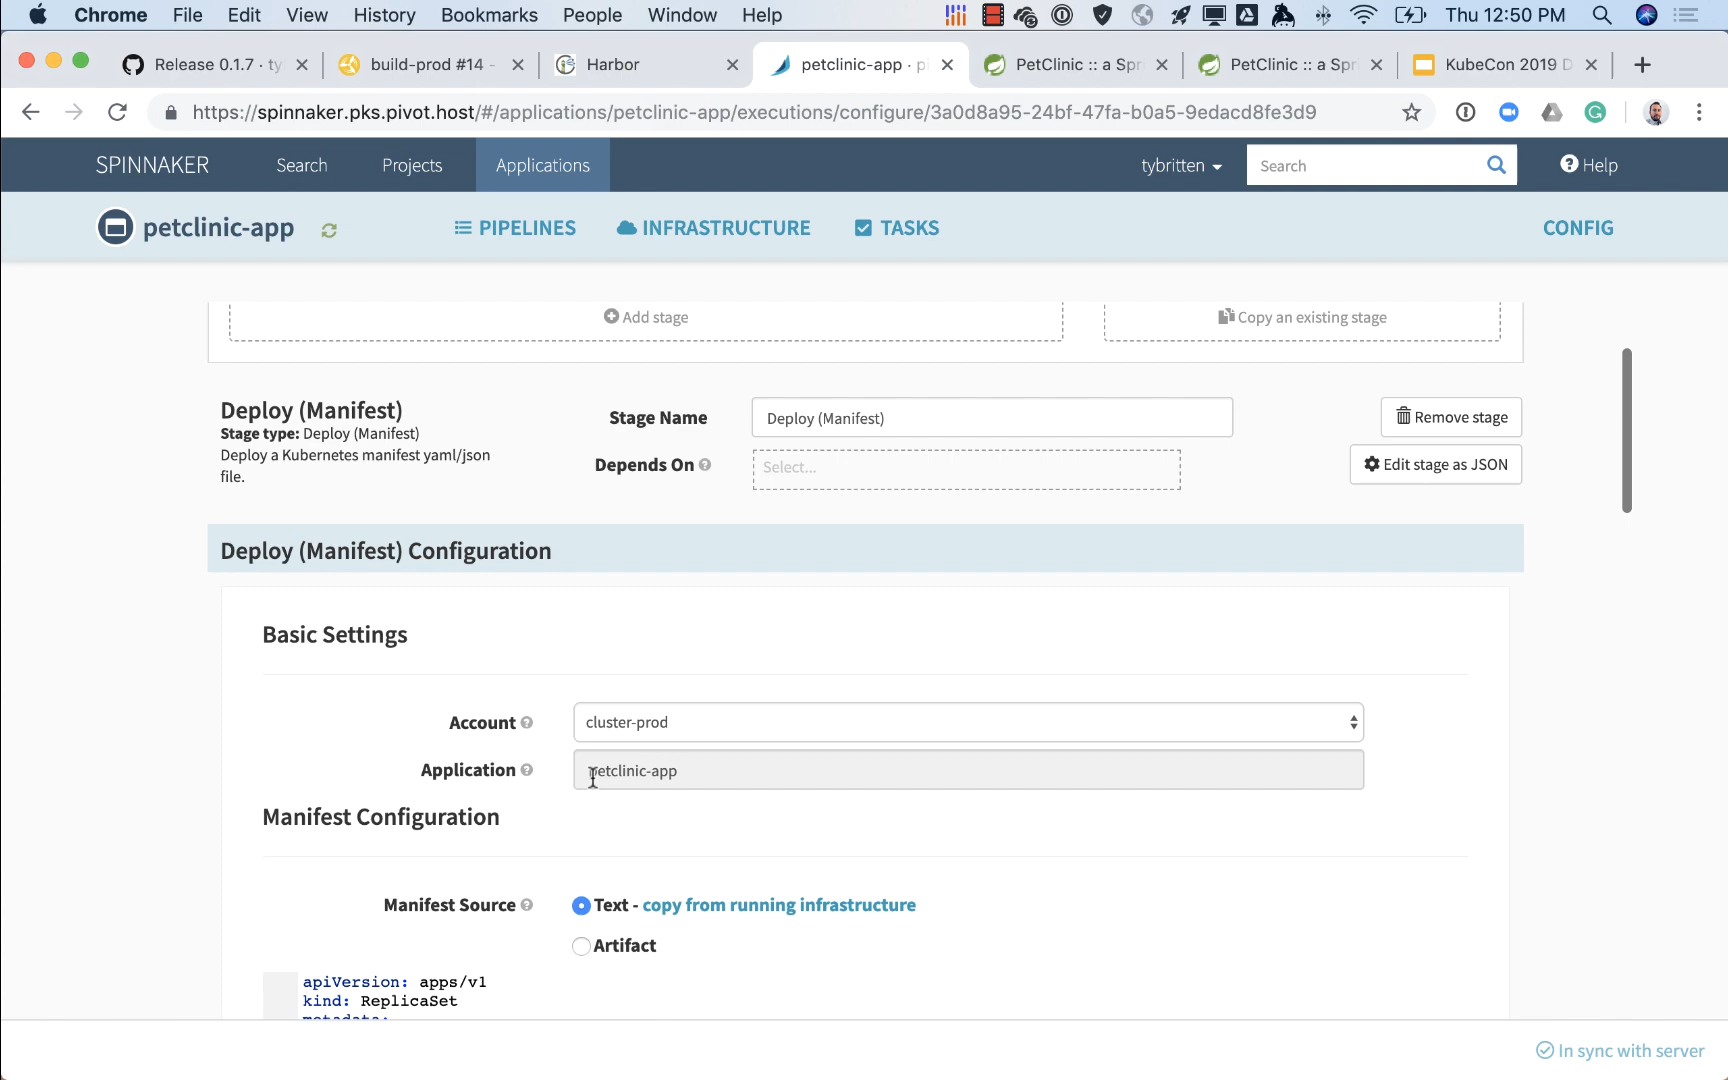 Chrome File Edit View History Bookmarks People Window Help Thu 12:50 PM
Release 0.1.7 · ty build-prod #14 - Harbor petclinic-app · pi PetClinic :: a Spr PetClinic :: a Spr KubeCon 2019 D
https://spinnaker.pks.pivot.host/#/applications/petclinic-app/executions/configure/3a0d8a95-24bf-47fa-b0a5-9edacd8fe3d9
SPINNAKER Search Projects Applications tybritten Search Help
petclinic-app PIPELINES INFRASTRUCTURE TASKS CONFIG
Add stage Copy an existing stage
Deploy (Manifest)
Stage type: Deploy (Manifest)
Deploy a Kubernetes manifest yaml/json
file.
Stage Name Deploy (Manifest) Remove stage
Depends On Select... Edit stage as JSON
Deploy (Manifest) Configuration
Basic Settings
Account cluster-prod
Application petclinic-app
Manifest Configuration
Manifest Source Text - copy from running infrastructure
Artifact
apiVersion: apps/v1
kind: ReplicaSet
metadata:
In sync with server